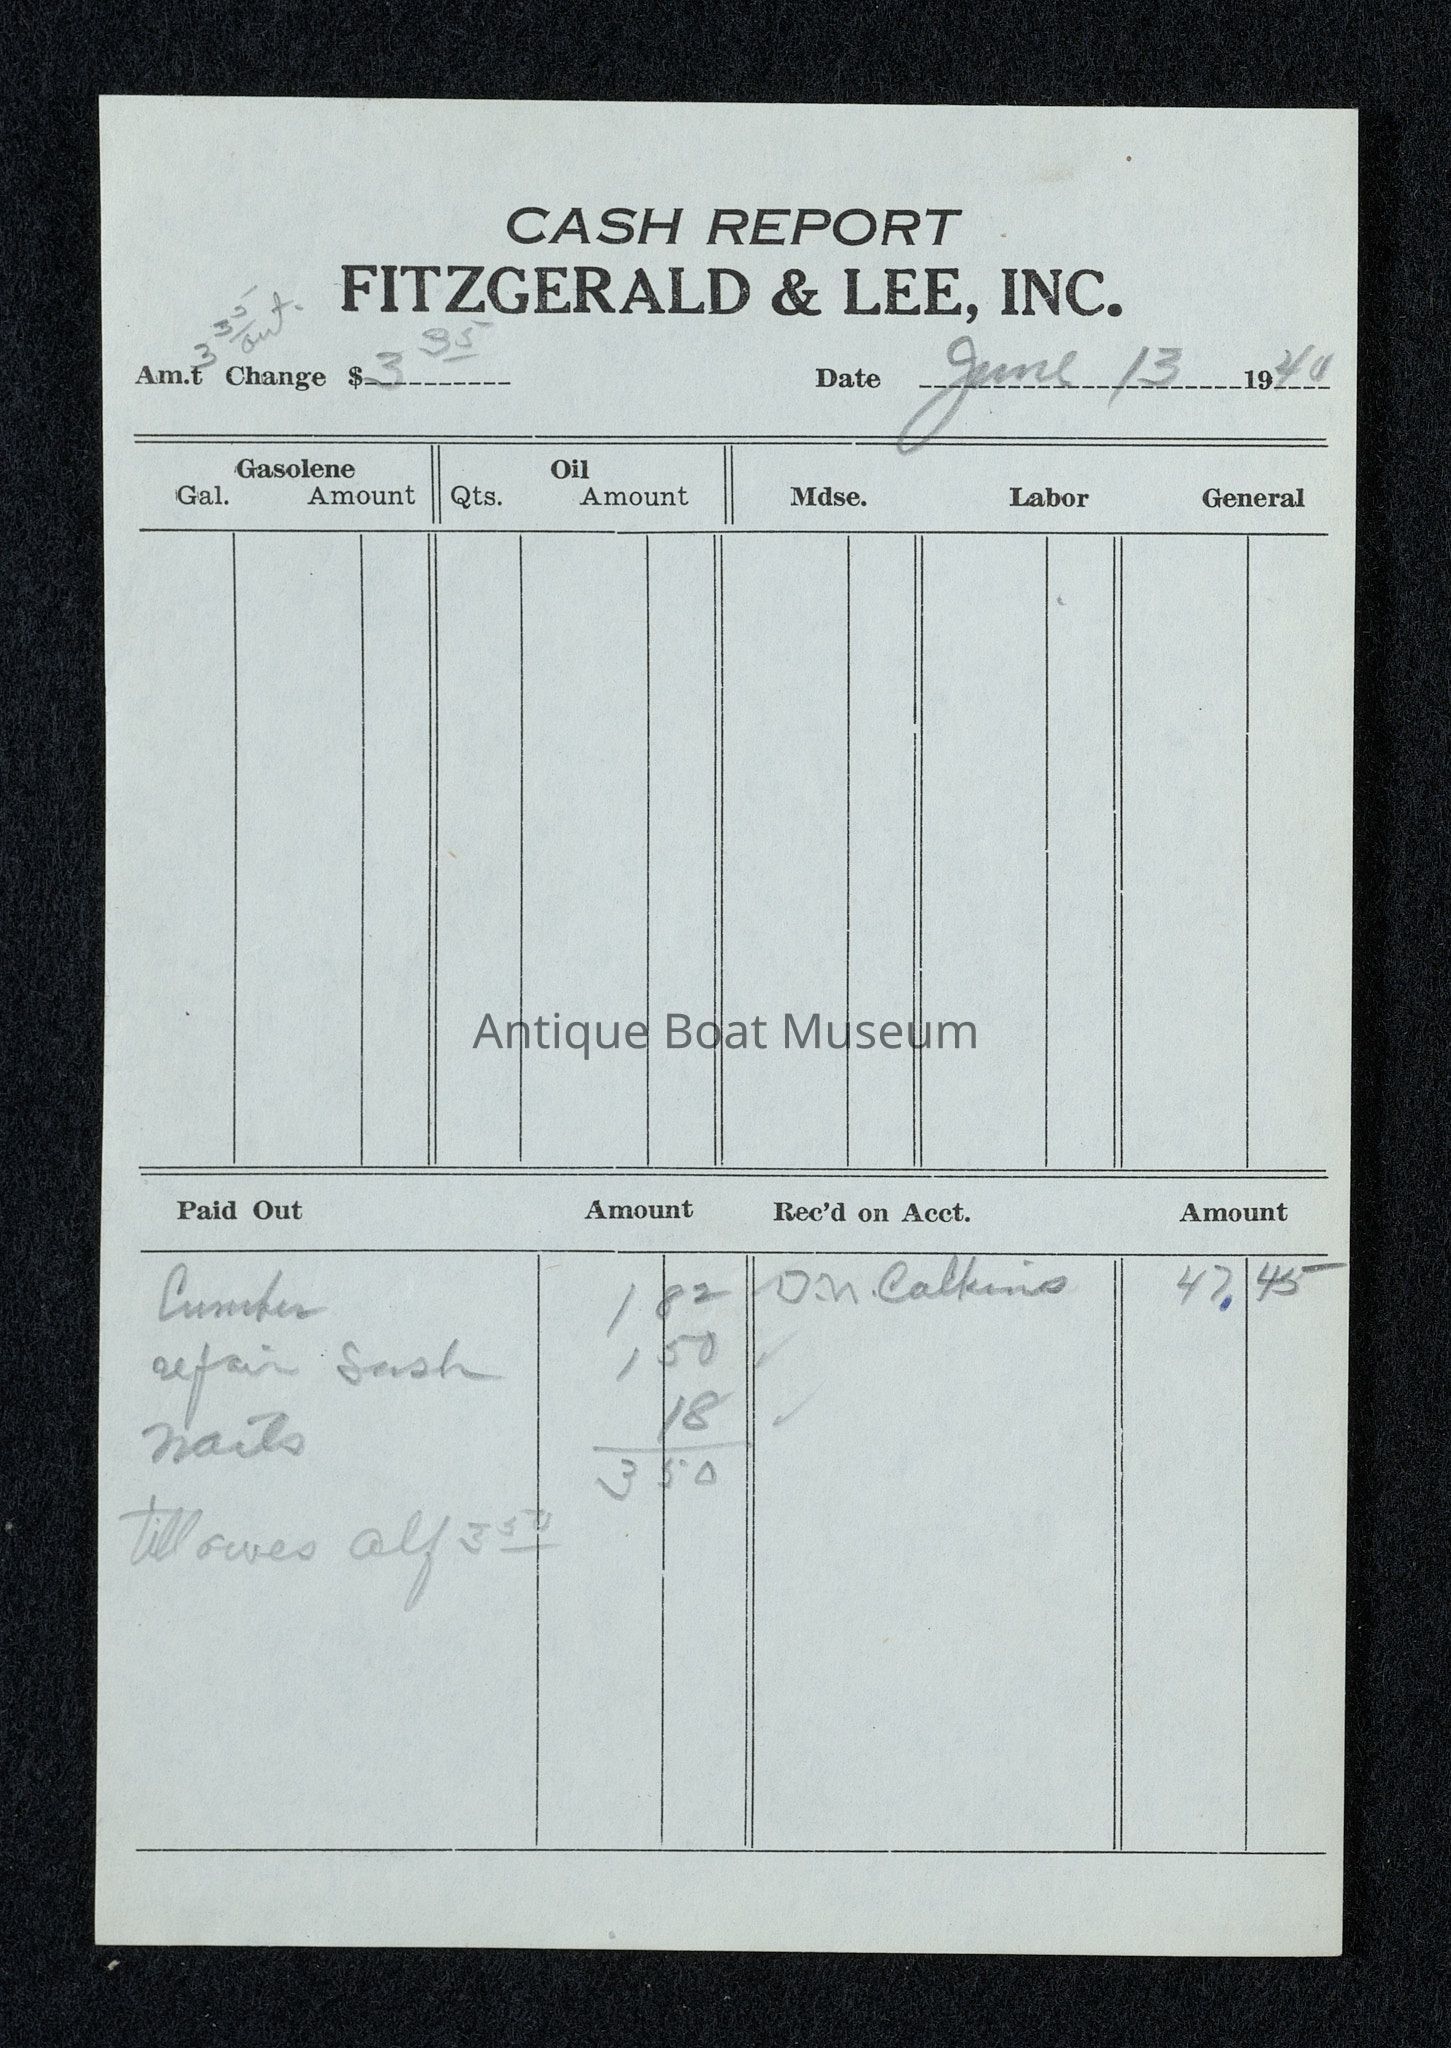 CASH REPORT
FITZGERALD & LEE, INC.
3 35 out.
Am.t Change $ 3 35 Date June 13 1940
Gasolene Oil
Gal. Amount Qts. Amount Mdse. Labor General
Antique Boat Museum
Paid Out Amount Rec'd on Acct. Amount
Lumber 1 82 Calkins 47.45
repair Sash 1 50
nails 18
3 50
till owes Alf 3 50